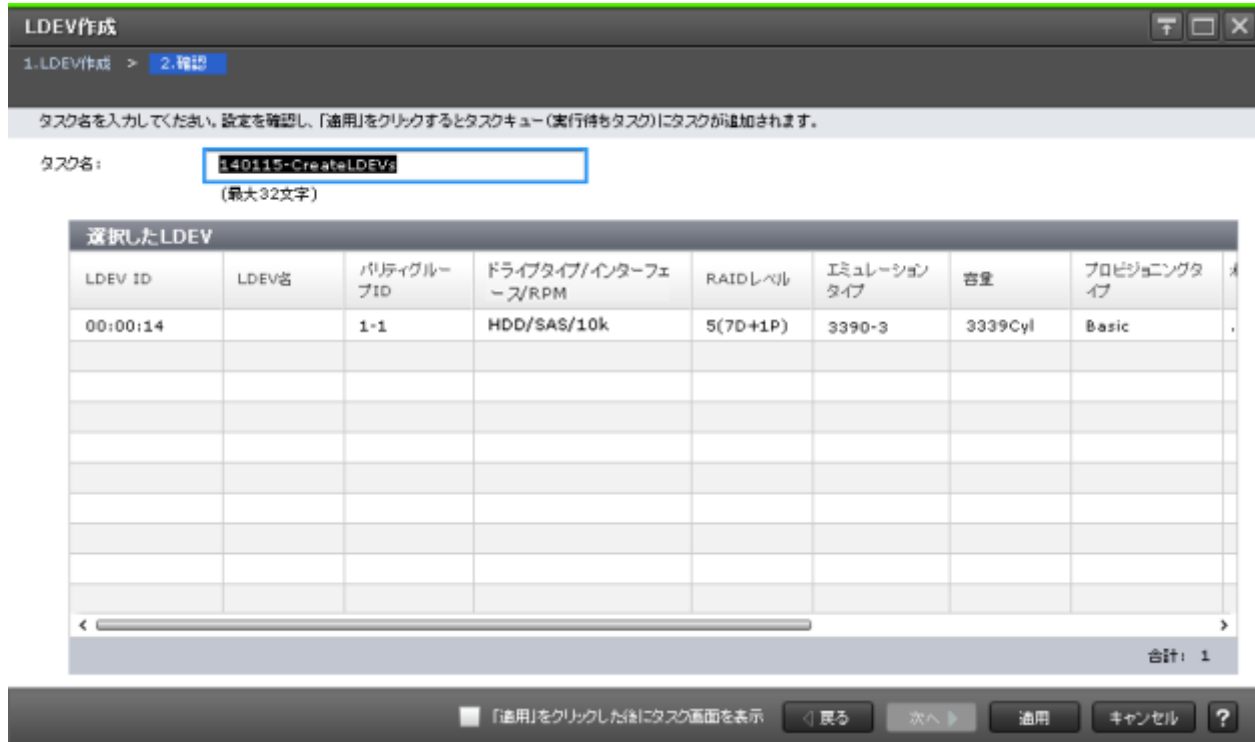 LDEV作成
1.LDEV作成 > 2.確認
タスク名を入力してください。設定を確認し、「適用」をクリックするとタスクキュー(実行待ちタスク)にタスクが追加されます。
タスク名: 140115-CreateLDEVs
(最大32文字)
選択したLDEV
LDEV ID LDEV名 パリティグループID ドライブタイプ/インターフェース/RPM RAIDレベル エミュレーションタイプ 容量 プロビジョニングタイプ
00:00:14 1-1 HDD/SAS/10k 5(7D+1P) 3390-3 3339Cyl Basic
合計: 1
「適用」をクリックした後にタスク画面を表示 戻る 次へ 適用 キャンセル ?